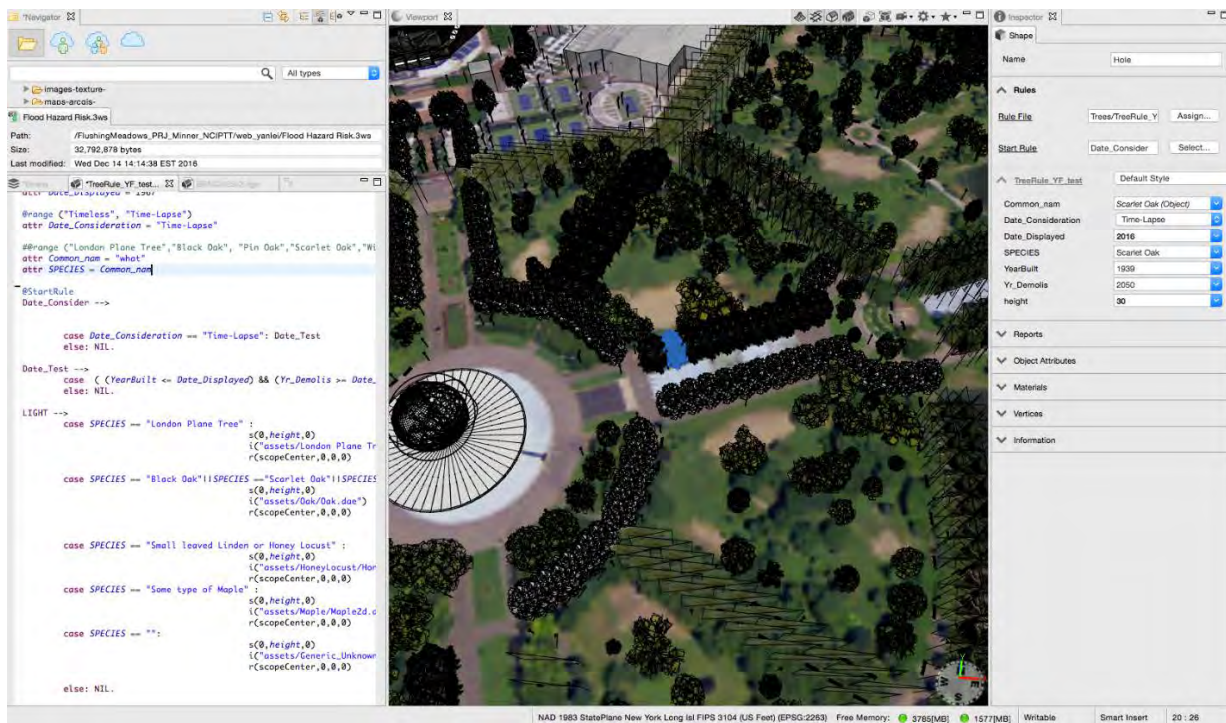 *Navigator
All types
images-texture-
maps-arcgis-
Flood Hazard Risk.3ws
Path: /FlushingMeadows_PRJ_Minner_NCIPTT/web_yanlei/Flood Hazard Risk.3ws
Size: 32,792,878 bytes
Last modified: Wed Dec 14 14:14:38 EST 2016
*TreeRule_YF_test...
attr Date_Displayed = 1967
@range ("Timeless", "Time-Lapse")
attr Date_Consideration = "Time-Lapse"
##@range ("London Plane Tree","Black Oak", "Pin Oak","Scarlet Oak","Wi
attr Common_nam = "what"
attr SPECIES = Common_nam
@StartRule
Date_Consider -->
case Date_Consideration == "Time-Lapse": Date_Test
else: NIL.
Date_Test -->
case ( (YearBuilt <= Date_Displayed) && (Yr_Demolis >= Date_
else: NIL.
LIGHT -->
case SPECIES == "London Plane Tree" :
s(0,height,0)
i("assets/London Plane Tr
r(scopeCenter,0,0,0)
case SPECIES == "Black Oak"||SPECIES =="Scarlet Oak"||SPECIES
s(0,height,0)
i("assets/Oak/Oak.dae")
r(scopeCenter,0,0,0)
case SPECIES == "Small leaved Linden or Honey Locust" :
s(0,height,0)
i("assets/HoneyLocust/Hon
r(scopeCenter,0,0,0)
case SPECIES == "Some type of Maple" :
s(0,height,0)
i("assets/Maple/MapleZd.d
r(scopeCenter,0,0,0)
case SPECIES == "":
s(0,height,0)
i("assets/Generic_Unknown
r(scopeCenter,0,0,0)
else: NIL.
Viewport
Inspector
Shape
Name Hole
Rules
Rule File Trees/TreeRule_Y Assign...
Start Rule Date_Consider Select...
TreeRule_YF_test Default Style
Common_nam Scarlet Oak (Object)
Date_Consideration Time-Lapse
Date_Displayed 2016
SPECIES Scarlet Oak
YearBuilt 1939
Yr_Demolis 2050
height 30
Reports
Object Attributes
Materials
Vertices
Information
NAD 1983 StatePlane New York Long Isl FIPS 3104 (US Feet) (EPSG:2263) Free Memory: 3785[MB] 1577[MB] Writable Smart Insert 20 : 26